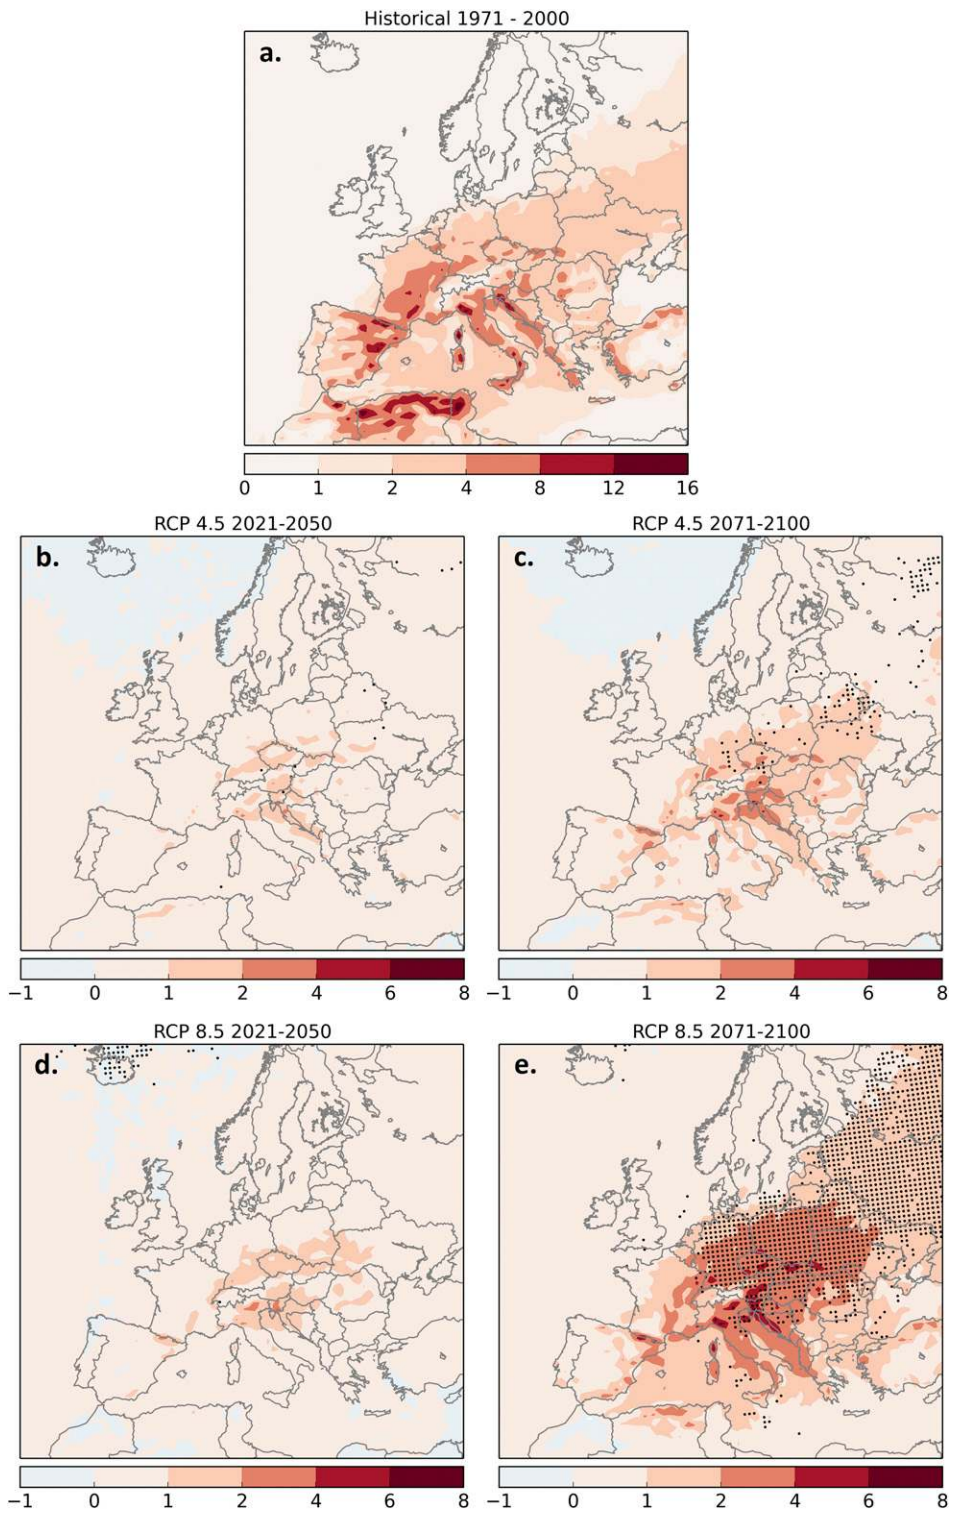 Historical 1971 - 2000
a.
0 1 2 4 8 12 16
RCP 4.5 2021-2050
b.
−1 0 1 2 4 6 8
RCP 4.5 2071-2100
c.
−1 0 1 2 4 6 8
RCP 8.5 2021-2050
d.
−1 0 1 2 4 6 8
RCP 8.5 2071-2100
e.
−1 0 1 2 4 6 8